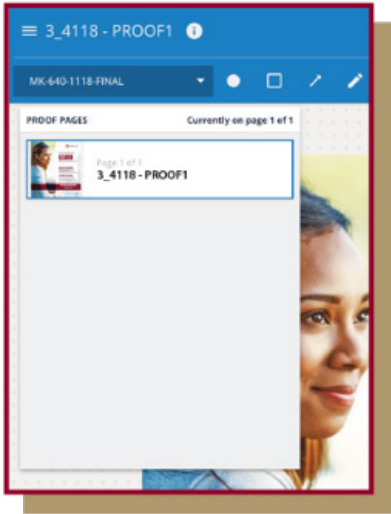 3_4118 - PROOF1
MK-640-1118-FINAL
PROOF PAGES Currently on page 1 of 1
Page 1 of 1
3_4118 - PROOF1